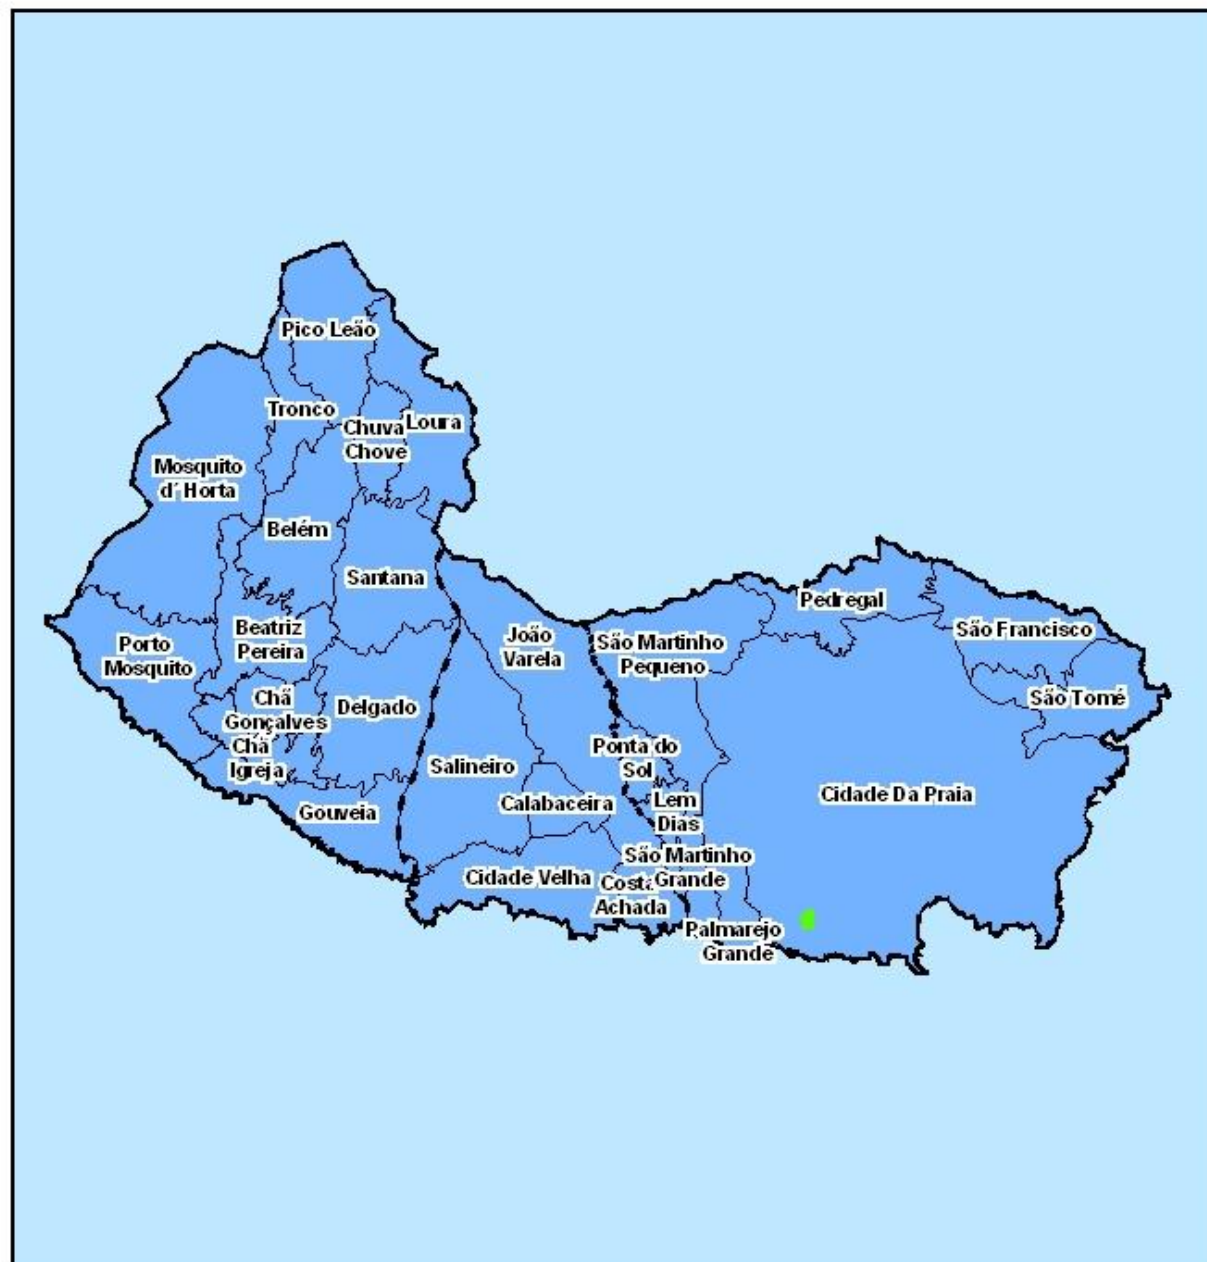 Pico Leão
Tronco
Chuva
Chove
Loura
Mosquito
d´ Horta
Belém
Santana
Pedregal
São Francisco
Beatriz
Pereira
João
Varela
São Martinho
Pequeno
Porto
Mosquito
Chã
Gonçalves
Delgado
São Tomé
Chã
Igreja
Salineiro
Ponta do
Sol
Gouveia
Calabaceira
Lem
Dias
Cidade Da Praia
Cidade Velha
São Martinho
Grande
Costa
Achada
Palmarejo
Grande